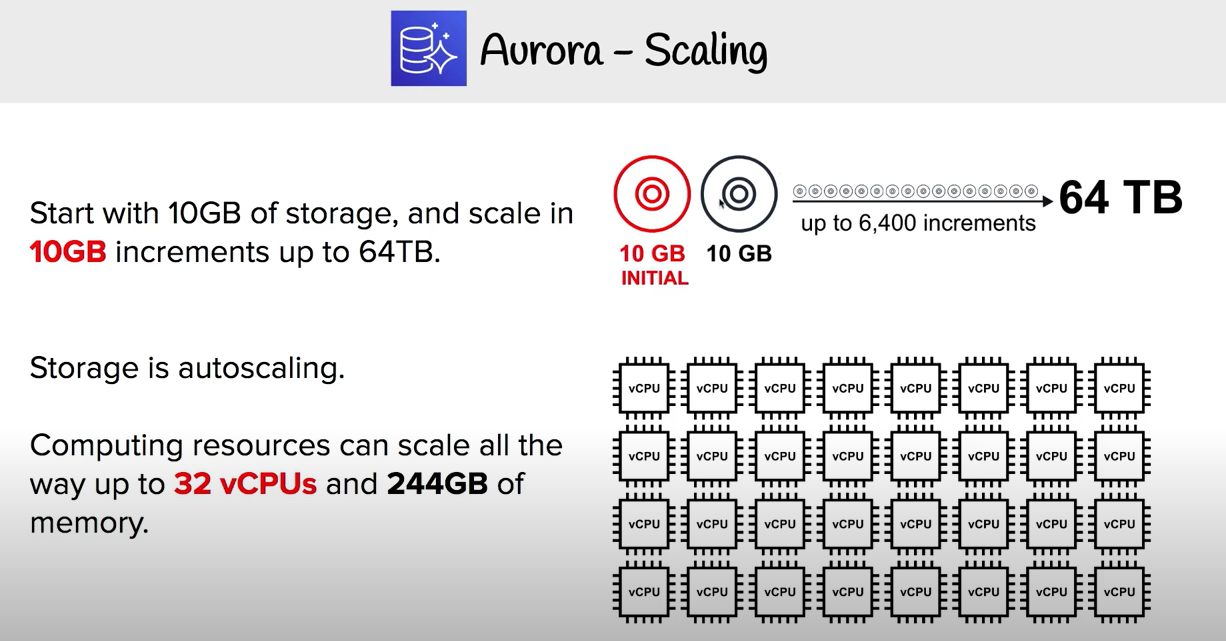 Aurora – Scaling
Start with 10GB of storage, and scale in
10GB increments up to 64TB.
10 GB
INITIAL
10 GB
up to 6,400 increments
64 TB
Storage is autoscaling.
Computing resources can scale all the
way up to 32 vCPUs and 244GB of
memory.
vCPU vCPU vCPU vCPU vCPU vCPU vCPU vCPU
vCPU vCPU vCPU vCPU vCPU vCPU vCPU vCPU
vCPU vCPU vCPU vCPU vCPU vCPU vCPU vCPU
vCPU vCPU vCPU vCPU vCPU vCPU vCPU vCPU